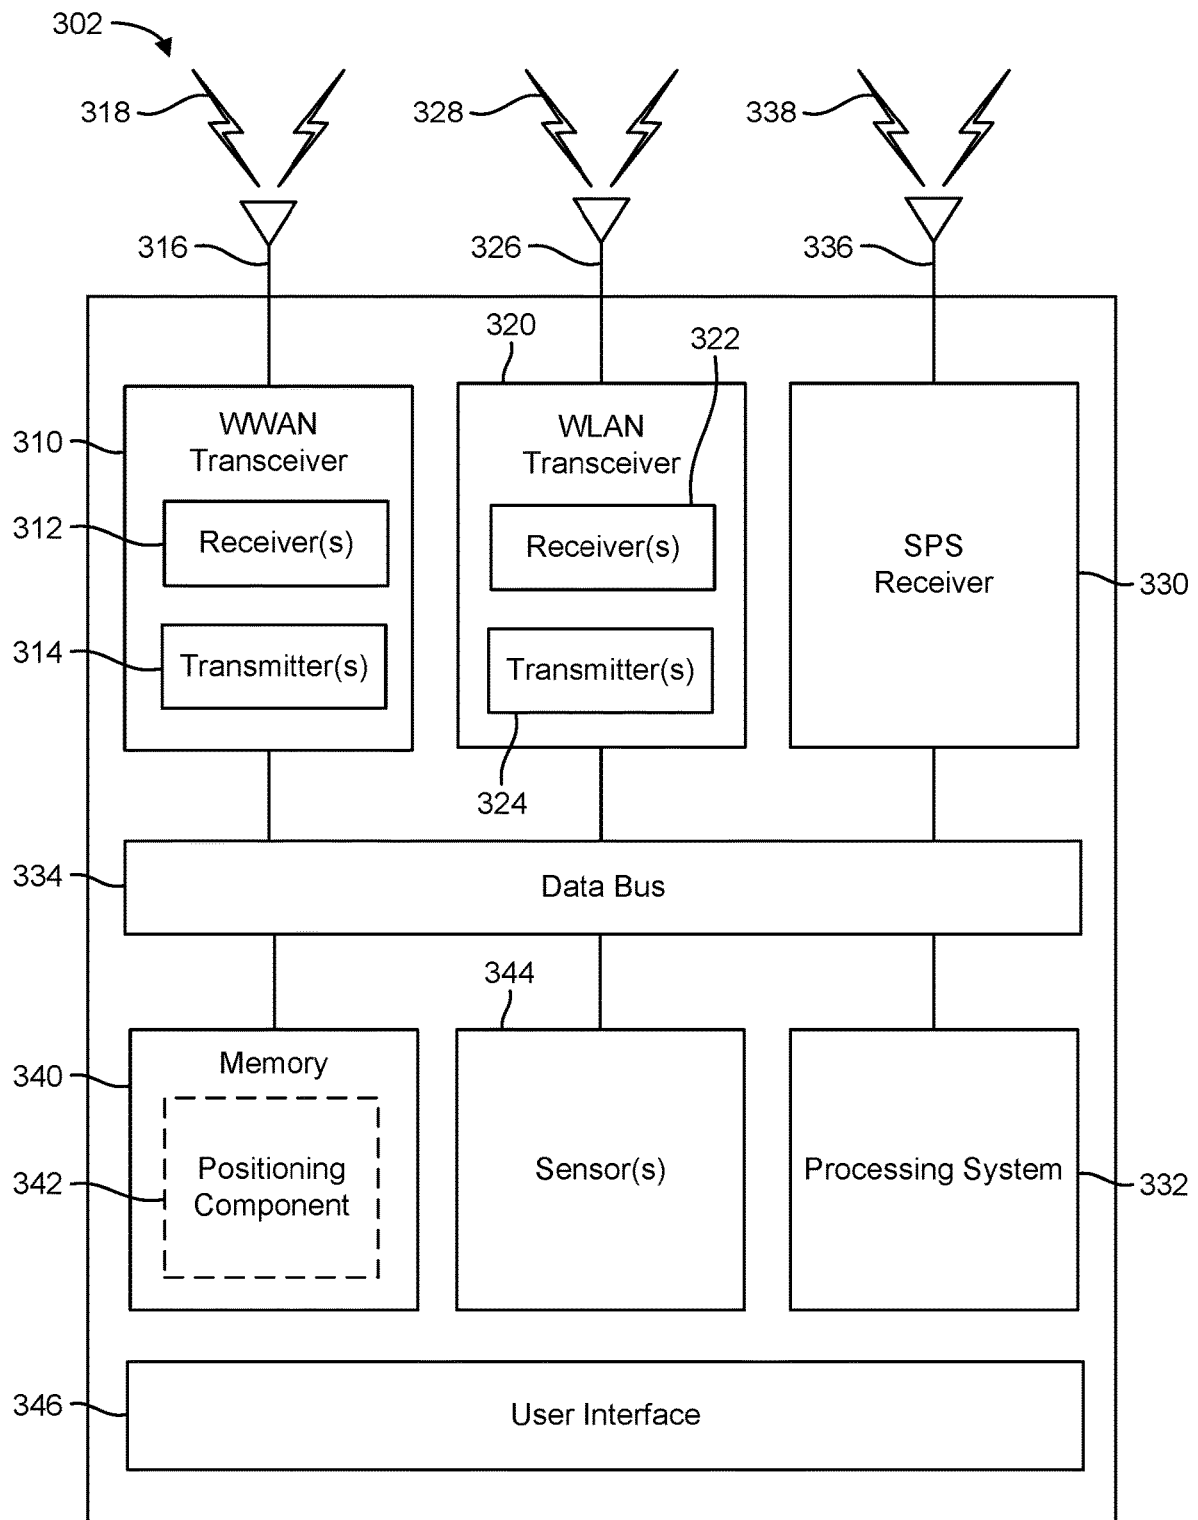 302
318
328
338
316
326
336
320
322
310
WWAN
Transceiver
WLAN
Transceiver
312
Receiver(s)
Receiver(s)
SPS
Receiver
330
314
Transmitter(s)
Transmitter(s)
324
334
Data Bus
344
340
Memory
342
Positioning
Component
Sensor(s)
Processing System
332
346
User Interface